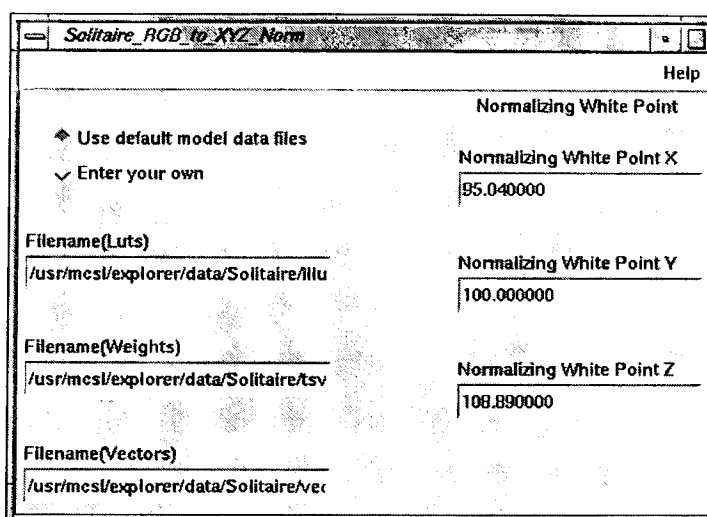 Solitaire_RGB_to_XYZ_Norm
Help
Normalizing White Point
Use default model data files
Enter your own
Normalizing White Point X
95.040000
Filename(Luts)
/usr/mcsl/explorer/data/Solitaire/Illu
Normalizing White Point Y
100.000000
Filename(Weights)
/usr/mcsl/explorer/data/Solitaire/tsv
Normalizing White Point Z
108.890000
Filename(Vectors)
/usr/mcsl/explorer/data/Solitaire/vec